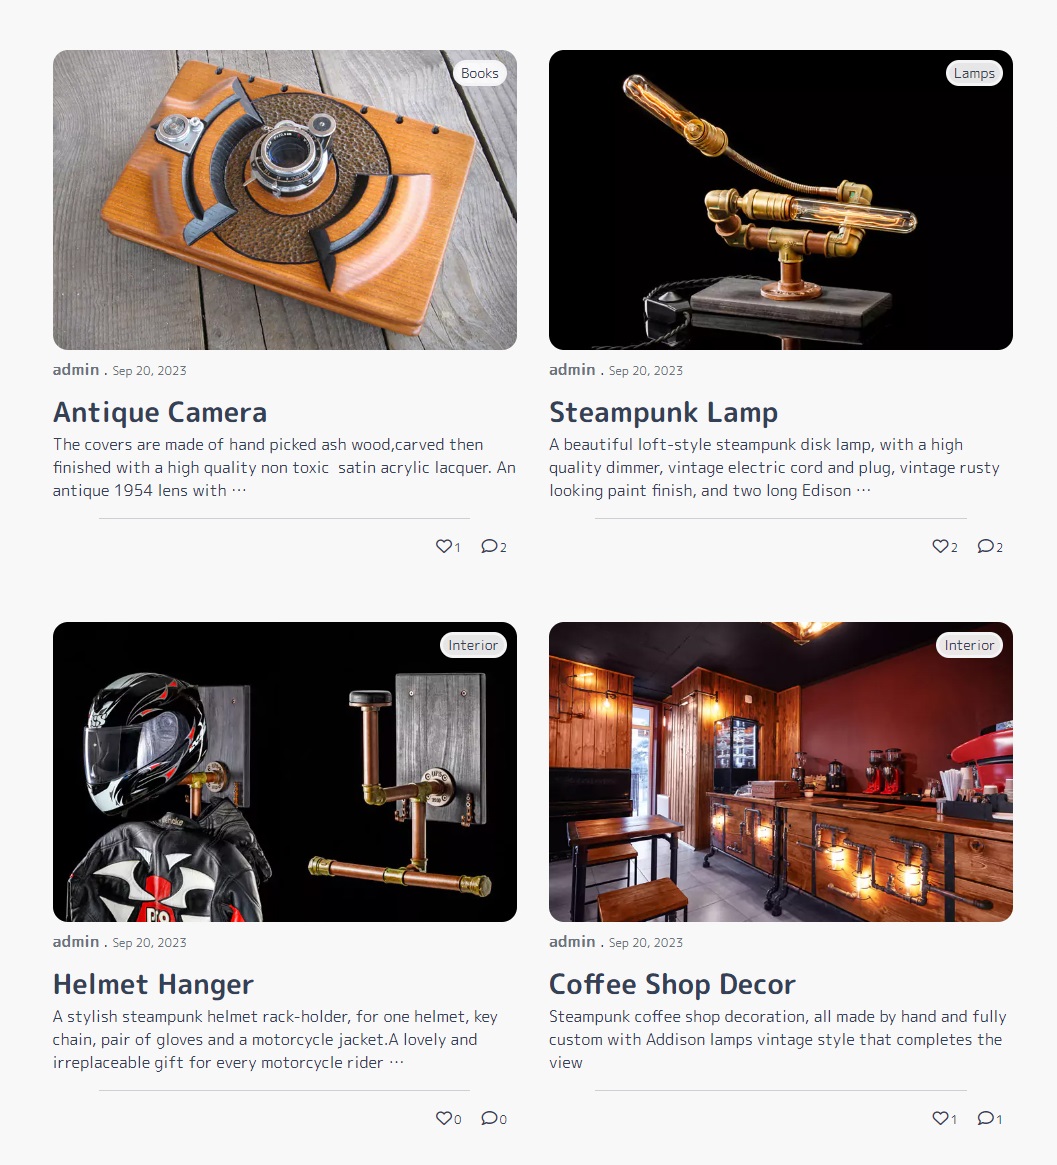 Books
admin . Sep 20, 2023
Antique Camera
The covers are made of hand picked ash wood,carved then
finished with a high quality non toxic  satin acrylic lacquer. An
antique 1954 lens with ···
1 2
Lamps
admin . Sep 20, 2023
Steampunk Lamp
A beautiful loft-style steampunk disk lamp, with a high
quality dimmer, vintage electric cord and plug, vintage rusty
looking paint finish, and two long Edison ···
2 2
Interior
admin . Sep 20, 2023
Helmet Hanger
A stylish steampunk helmet rack-holder, for one helmet, key
chain, pair of gloves and a motorcycle jacket.A lovely and
irreplaceable gift for every motorcycle rider ···
0 0
Interior
admin . Sep 20, 2023
Coffee Shop Decor
Steampunk coffee shop decoration, all made by hand and fully
custom with Addison lamps vintage style that completes the
view
1 1